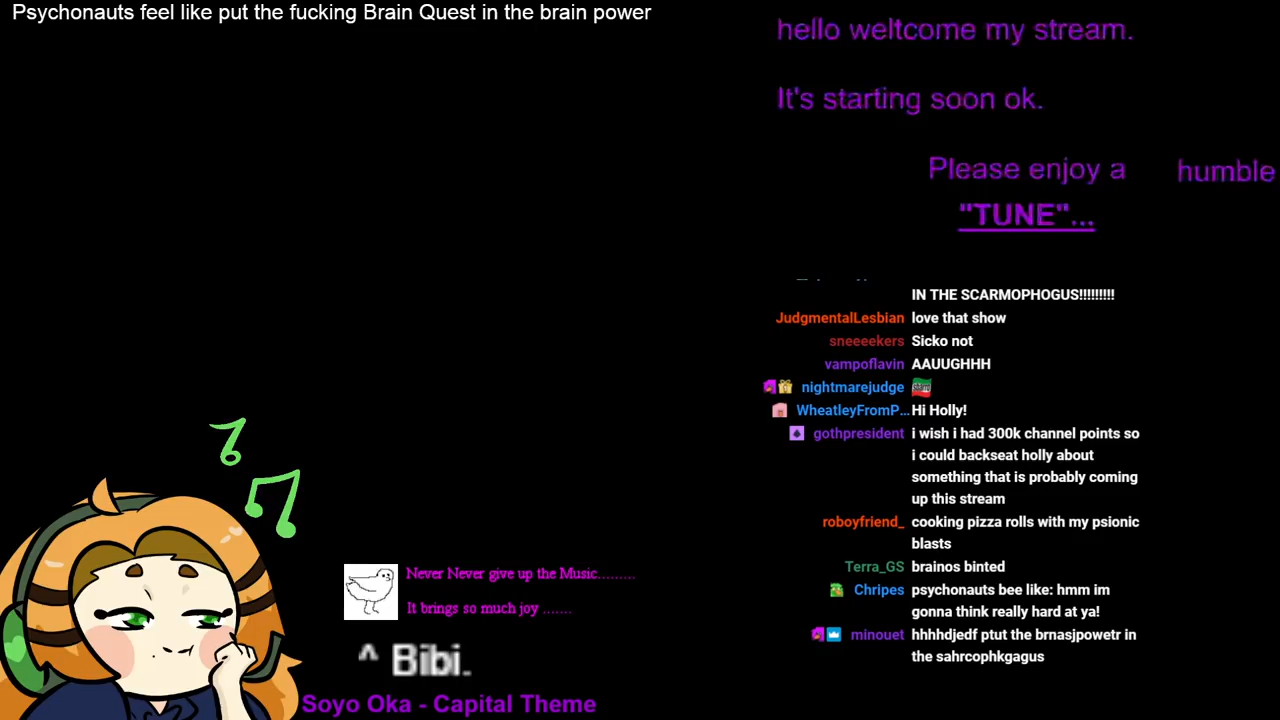 Psychonauts feel like put the fucking Brain Quest in the brain power
hello weltcome my stream.
It's starting soon ok.
Please enjoy a humble
"TUNE"...
IN THE SCARMOPHOGUS!!!!!!!!!
JudgmentalLesbian love that show
sneeeekers Sicko not
vampoflavin AAUUGHHH
nightmarejudge
WheatleyFromP... Hi Holly!
gothpresident i wish i had 300k channel points so
i could backseat holly about
something that is probably coming
up this stream
roboyfriend_ cooking pizza rolls with my psionic
blasts
Terra_GS brainos binted
Chripes psychonauts bee like: hmm im
gonna think really hard at ya!
minouet hhhhdjedf ptut the brnasjpowetr in
the sahrcophkgagus
Never Never give up the Music.........
It brings so much joy .......
^ Bibi.
Soyo Oka - Capital Theme